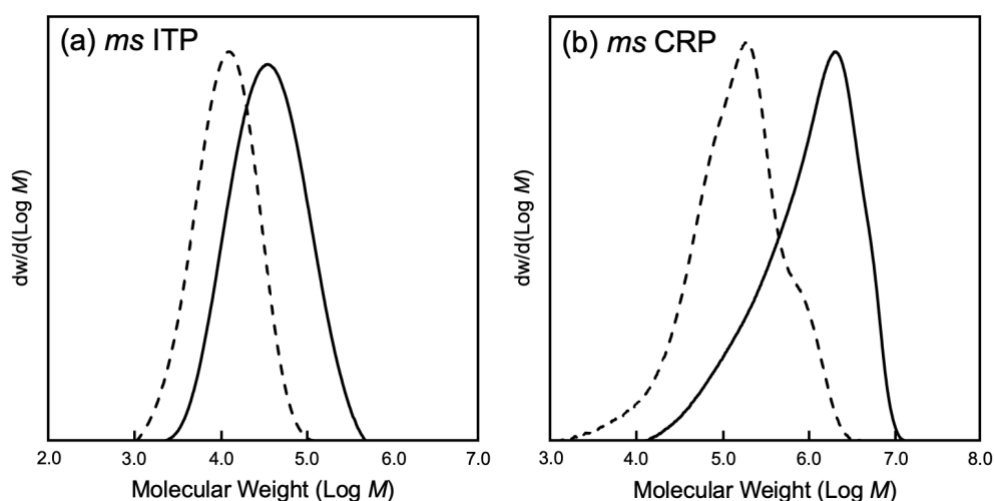 (a) ms ITP
dw/d(Log M)
2.0 3.0 4.0 5.0 6.0 7.0
Molecular Weight (Log M)
(b) ms CRP
dw/d(Log M)
3.0 4.0 5.0 6.0 7.0 8.0
Molecular Weight (Log M)